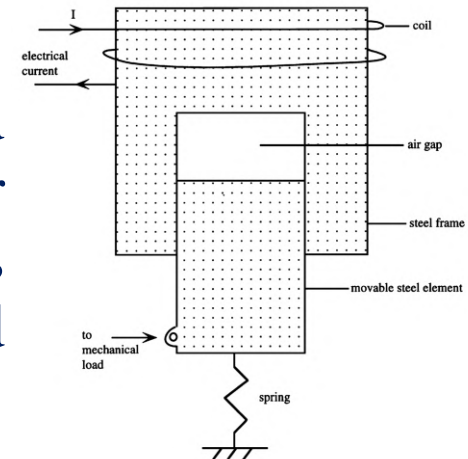 I
coil
electrical
current
air gap
steel frame
movable steel element
to
mechanical
load
spring